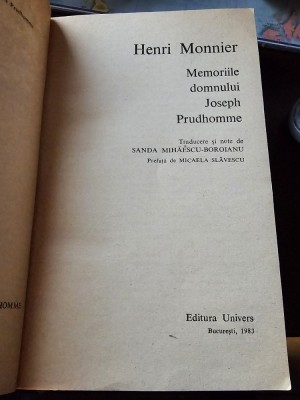 Henri Monnier
Memoriile
domnului
Joseph
Prudhomme
Traducere și note de
SANDA MIHĂESCU-BOROIANU
Prefață de MICAELA SLĂVESCU
Editura Univers
București, 1983